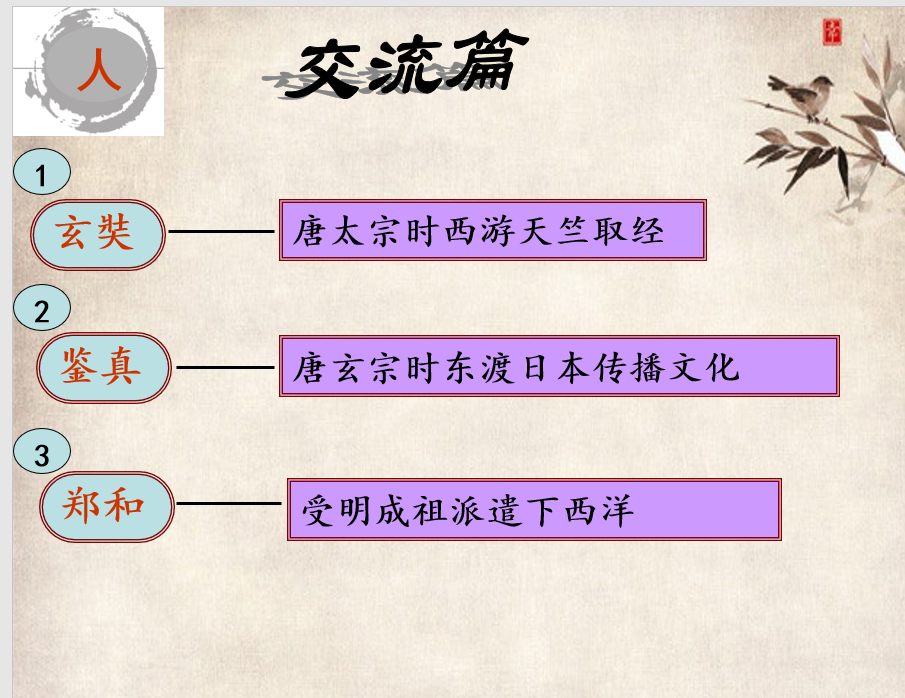 人
交流篇
1
玄奘
唐太宗时西游天竺取经
2
鉴真
唐玄宗时东渡日本传播文化
3
郑和
受明成祖派遣下西洋